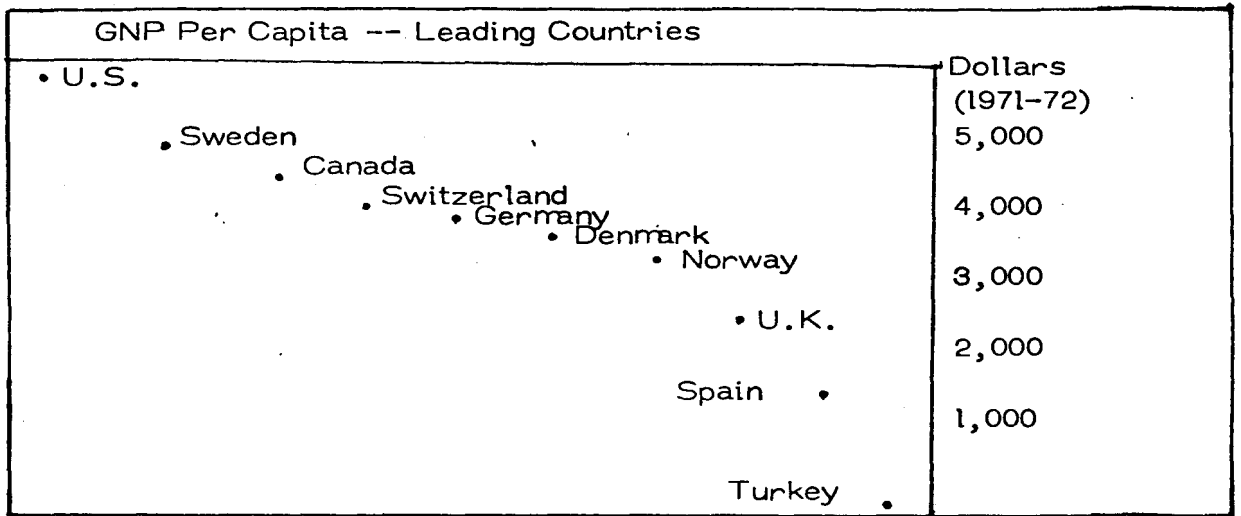 GNP Per Capita -- Leading Countries
Dollars
(1971-72)
U.S.
5,000
Sweden
Canada
Switzerland
4,000
Germany
Denmark
Norway
3,000
U.K.
2,000
Spain
1,000
Turkey